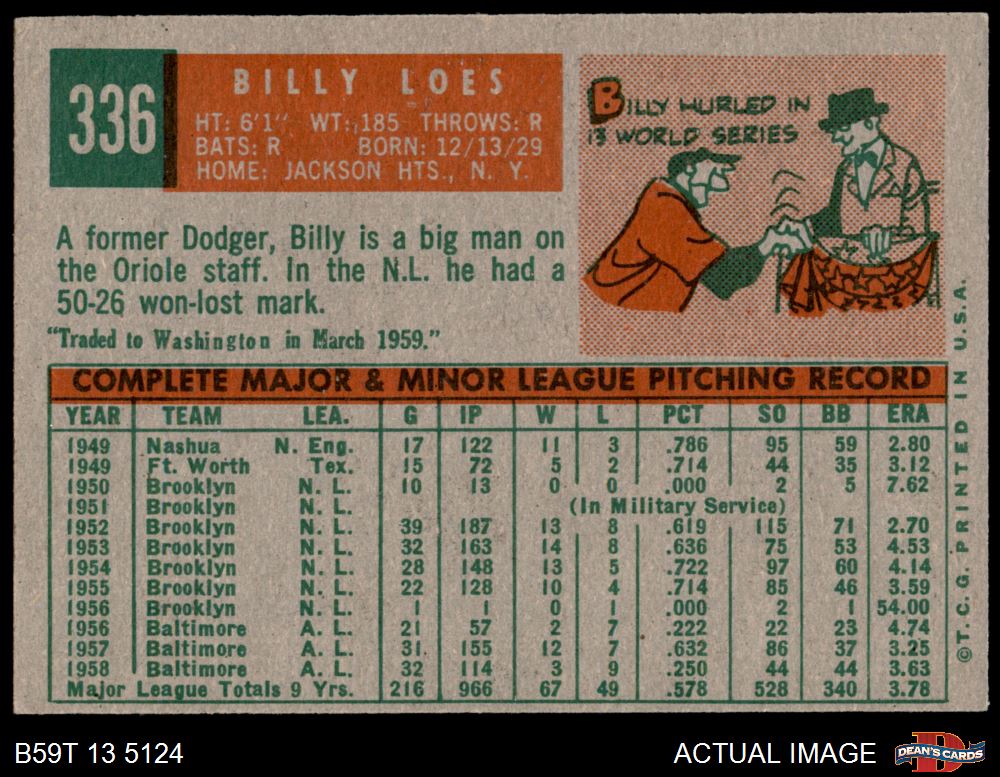 336
BILLY LOES
HT: 6'1" WT: 185 THROWS: R
BATS: R BORN: 12/13/29
HOME: JACKSON HTS., N. Y.
BILLY HURLED IN
13 WORLD SERIES
A former Dodger, Billy is a big man on
the Oriole staff. In the N.L. he had a
50-26 won-lost mark.
"Traded to Washington in March 1959."
COMPLETE MAJOR & MINOR LEAGUE PITCHING RECORD
YEAR TEAM LEA. G IP W L PCT SO BB ERA
1949 Nashua N. Eng. 17 122 11 3 .786 95 59 2.80
1949 Ft. Worth Tex. 15 72 5 2 .714 44 35 3.12
1950 Brooklyn N. L. 10 13 0 0 .000 2 5 7.62
1951 Brooklyn N. L. (In Military Service)
1952 Brooklyn N. L. 39 187 13 8 .619 115 71 2.70
1953 Brooklyn N. L. 32 163 14 8 .636 75 53 4.53
1954 Brooklyn N. L. 28 148 13 5 .722 97 60 4.14
1955 Brooklyn N. L. 22 128 10 4 .714 85 46 3.59
1956 Brooklyn N. L. 1 1 0 1 .000 2 1 54.00
1956 Baltimore A. L. 21 57 2 7 .222 22 23 4.74
1957 Baltimore A. L. 31 155 12 7 .632 86 37 3.25
1958 Baltimore A. L. 32 114 3 9 .250 44 44 3.63
Major League Totals 9 Yrs. 216 966 67 49 .578 528 340 3.78
©T.C.G. PRINTED IN U.S.A.
B59T 13 5124
ACTUAL IMAGE
D
DEAN'S CARDS